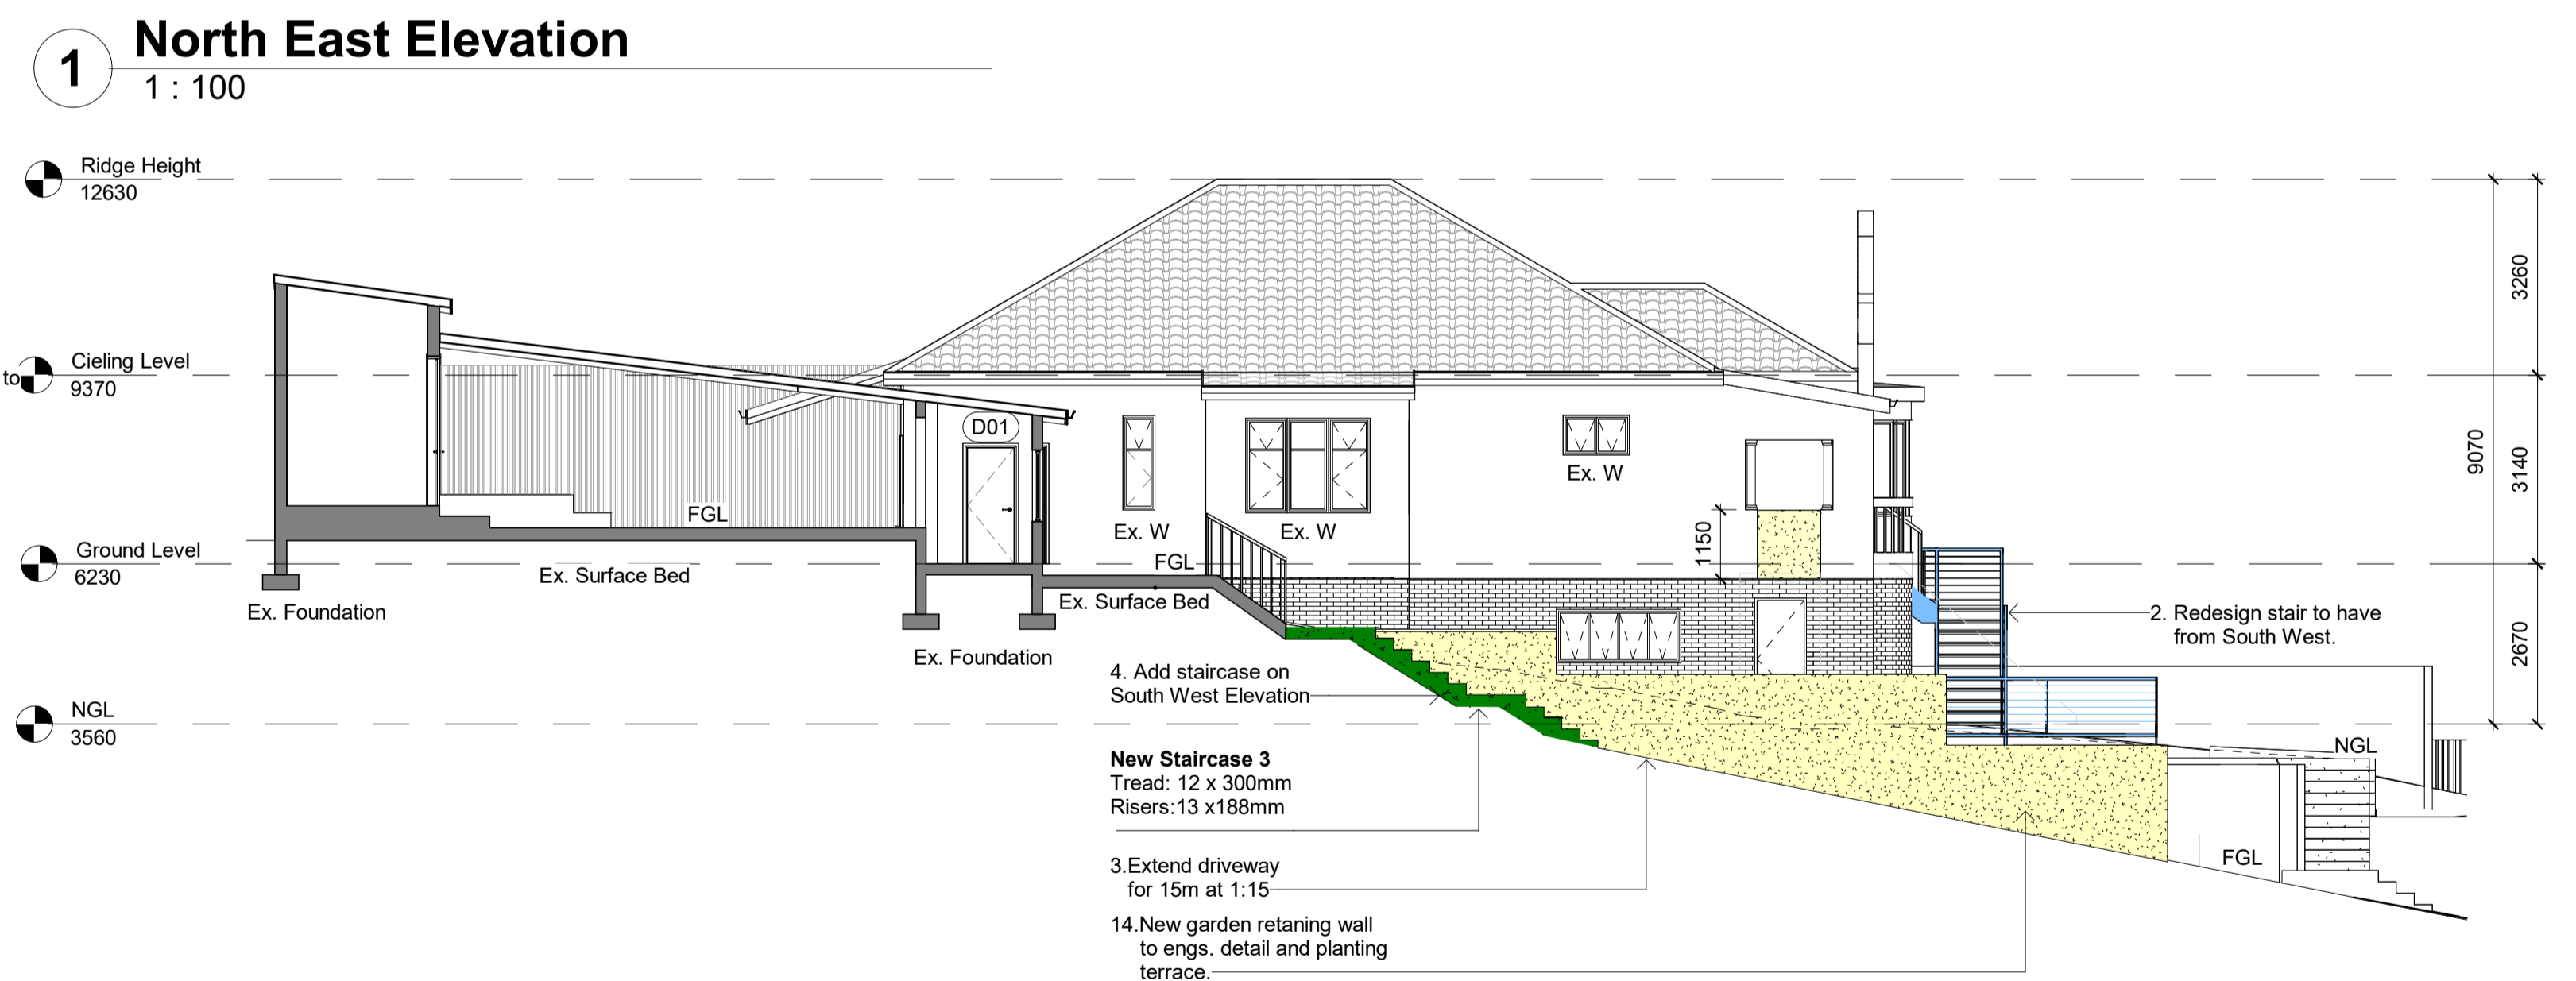 1
North East Elevation
1 : 100
Ridge Height
12630
Cieling Level
to
9370
Ground Level
6230
NGL
3560
D01
FGL
Ex. W
Ex. W
Ex. W
FGL
Ex. Surface Bed
Ex. Surface Bed
Ex. Foundation
Ex. Foundation
1150
9070
3260
3140
2670
2. Redesign stair to have
from South West.
4. Add staircase on
South West Elevation
New Staircase 3
Tread: 12 x 300mm
Risers:13 x188mm
3.Extend driveway
for 15m at 1:15
14.New garden retaning wall
to engs. detail and planting
terrace.
NGL
FGL